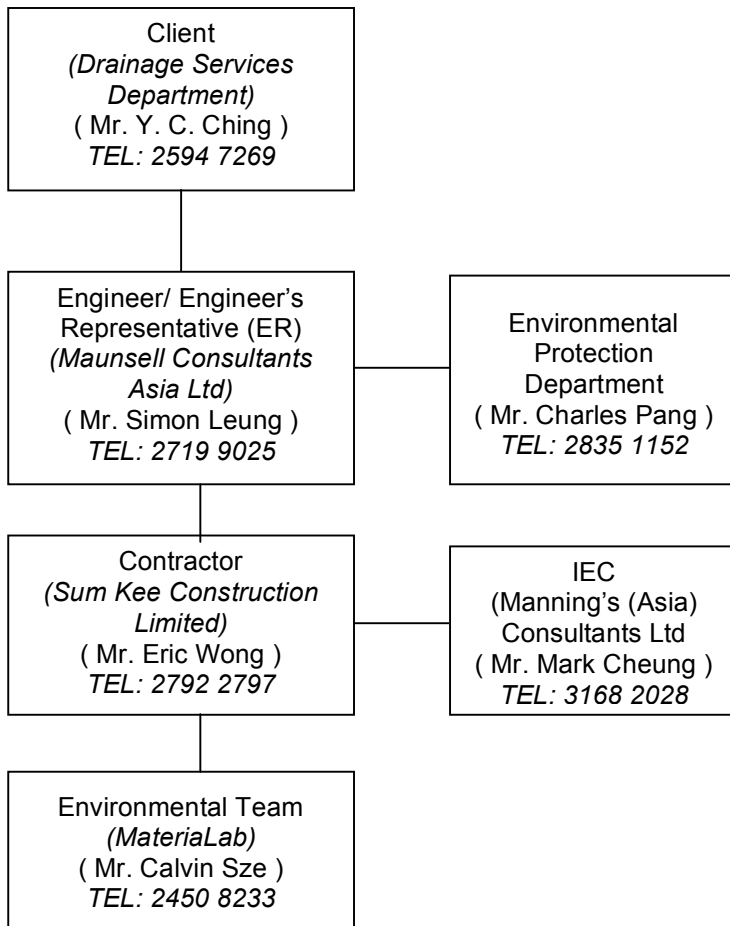 Client
(Drainage Services
Department)
( Mr. Y. C. Ching )
TEL: 2594 7269
Engineer/ Engineer’s
Representative (ER)
(Maunsell Consultants
Asia Ltd)
( Mr. Simon Leung )
TEL: 2719 9025
Environmental
Protection
Department
( Mr. Charles Pang )
TEL: 2835 1152
Contractor
(Sum Kee Construction
Limited)
( Mr. Eric Wong )
TEL: 2792 2797
IEC
(Manning’s (Asia)
Consultants Ltd
( Mr. Mark Cheung )
TEL: 3168 2028
Environmental Team
(MateriaLab)
( Mr. Calvin Sze )
TEL: 2450 8233